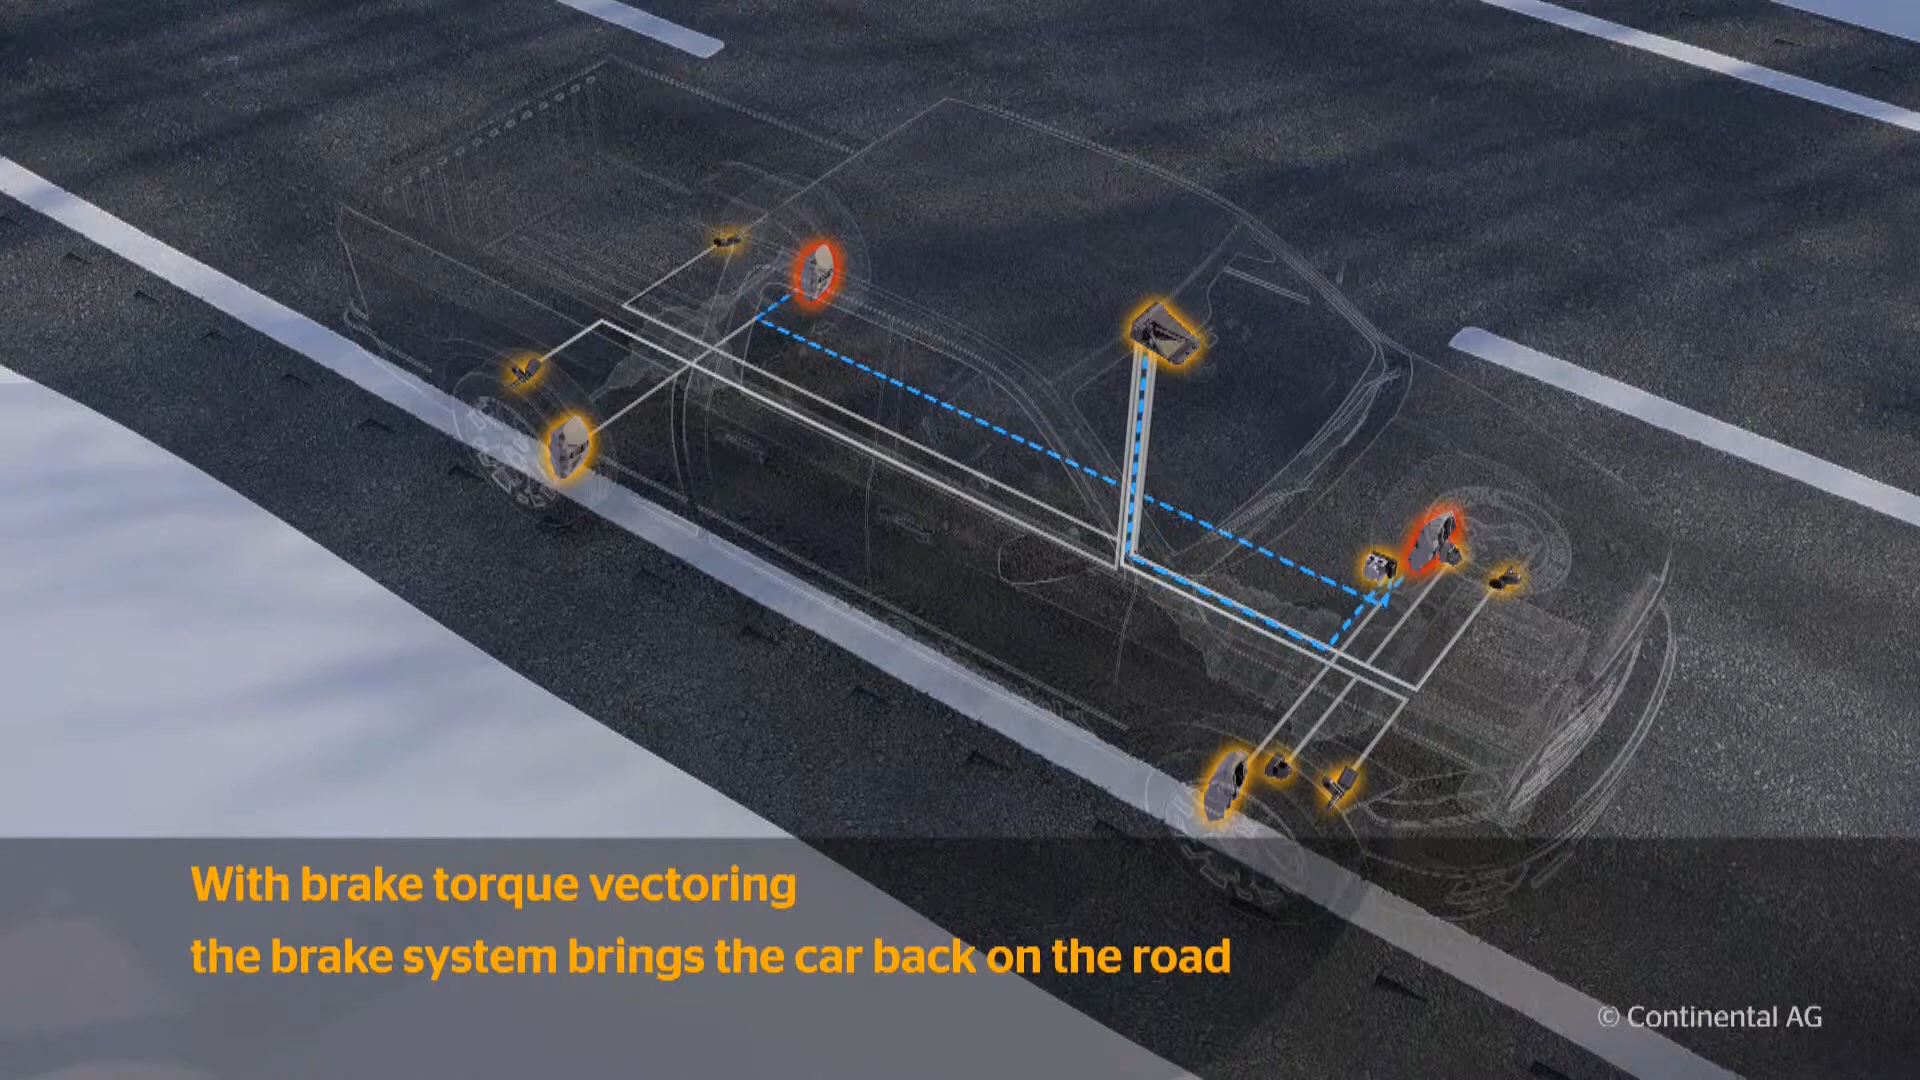 With brake torque vectoring
the brake system brings the car back on the road
© Continental AG